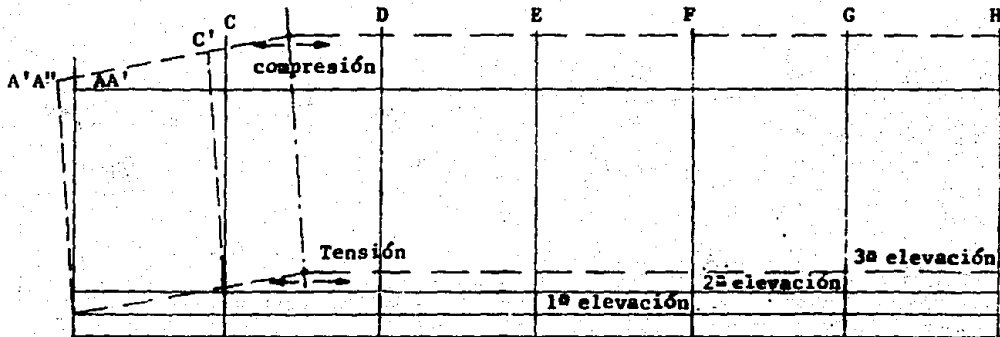 C D E F G H
C'
A'A" AA'
compresión
Tensión
3ª elevación
2ª elevación
1ª elevación